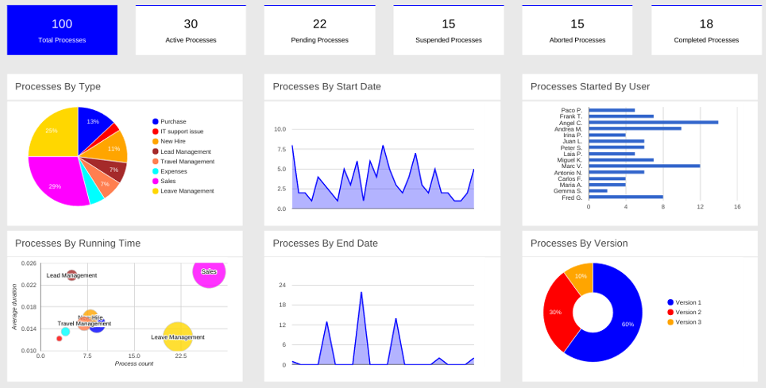 100
Total Processes
30
Active Processes
22
Pending Processes
15
Suspended Processes
15
Aborted Processes
18
Completed Processes
Processes By Type
13%
11%
7%
7%
29%
25%
Purchase
IT support issue
New Hire
Lead Management
Travel Management
Expenses
Sales
Leave Management
Processes By Start Date
10.0
7.5
5.0
2.5
0.0
Processes Started By User
Paco P.
Frank T.
Angel C.
Andrea M.
Irina P.
Juan L.
Peter S.
Laia P.
Miguel K.
Marc V.
Antonio N.
Carlos F.
Maria A.
Gemma S.
Fred G.
0 4 8 12 16
Processes By Running Time
Average duration
0.026
0.022
0.018
0.014
0.010
Sales
Lead Management
New Hire
Travel Management
Leave Management
0.0 7.5 15.0 22.5
Process count
Processes By End Date
24
18
12
6
0
Processes By Version
10%
30%
60%
Version 1
Version 2
Version 3